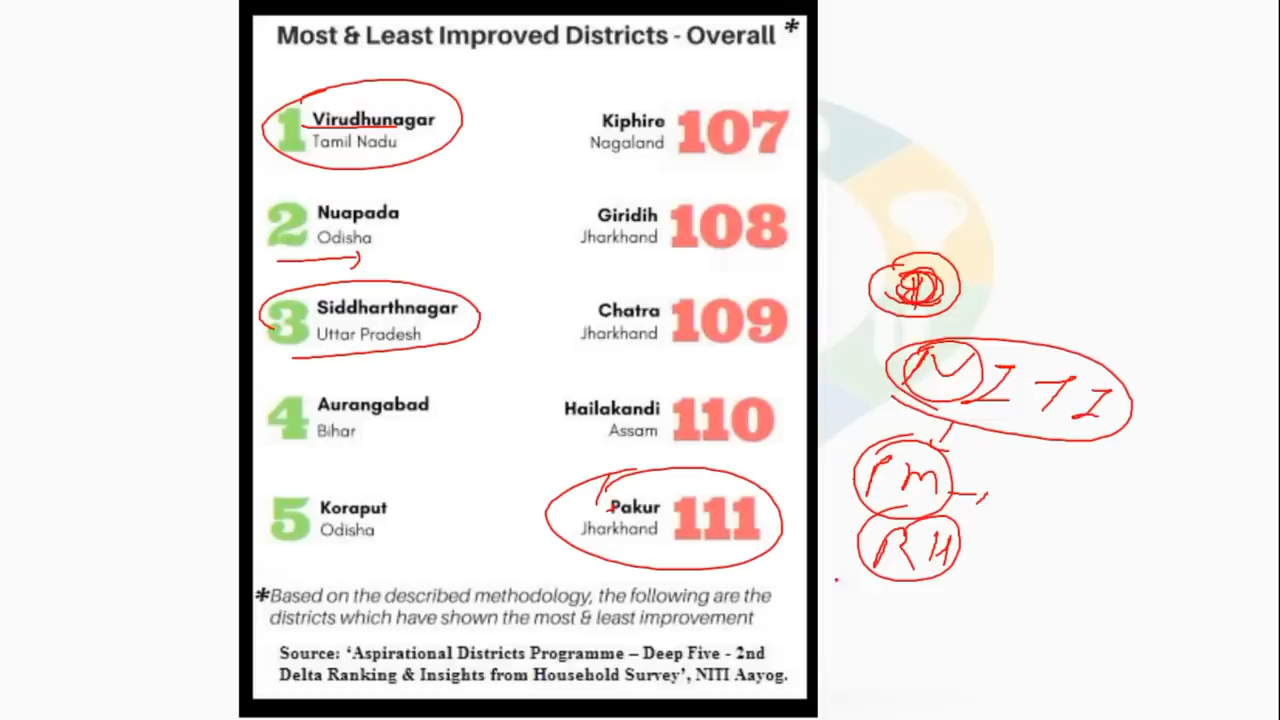 Most & Least Improved Districts - Overall *
1 Virudhunagar
Tamil Nadu
Kiphire 107
Nagaland
2 Nuapada
Odisha
Giridih 108
Jharkhand
3 Siddharthnagar
Uttar Pradesh
Chatra 109
Jharkhand
4 Aurangabad
Bihar
Hailakandi 110
Assam
5 Koraput
Odisha
Pakur 111
Jharkhand
*Based on the described methodology, the following are the
districts which have shown the most & least improvement
Source: ‘Aspirational Districts Programme – Deep Five - 2nd
Delta Ranking & Insights from Household Survey’, NITI Aayog.
NITI
PM
RH